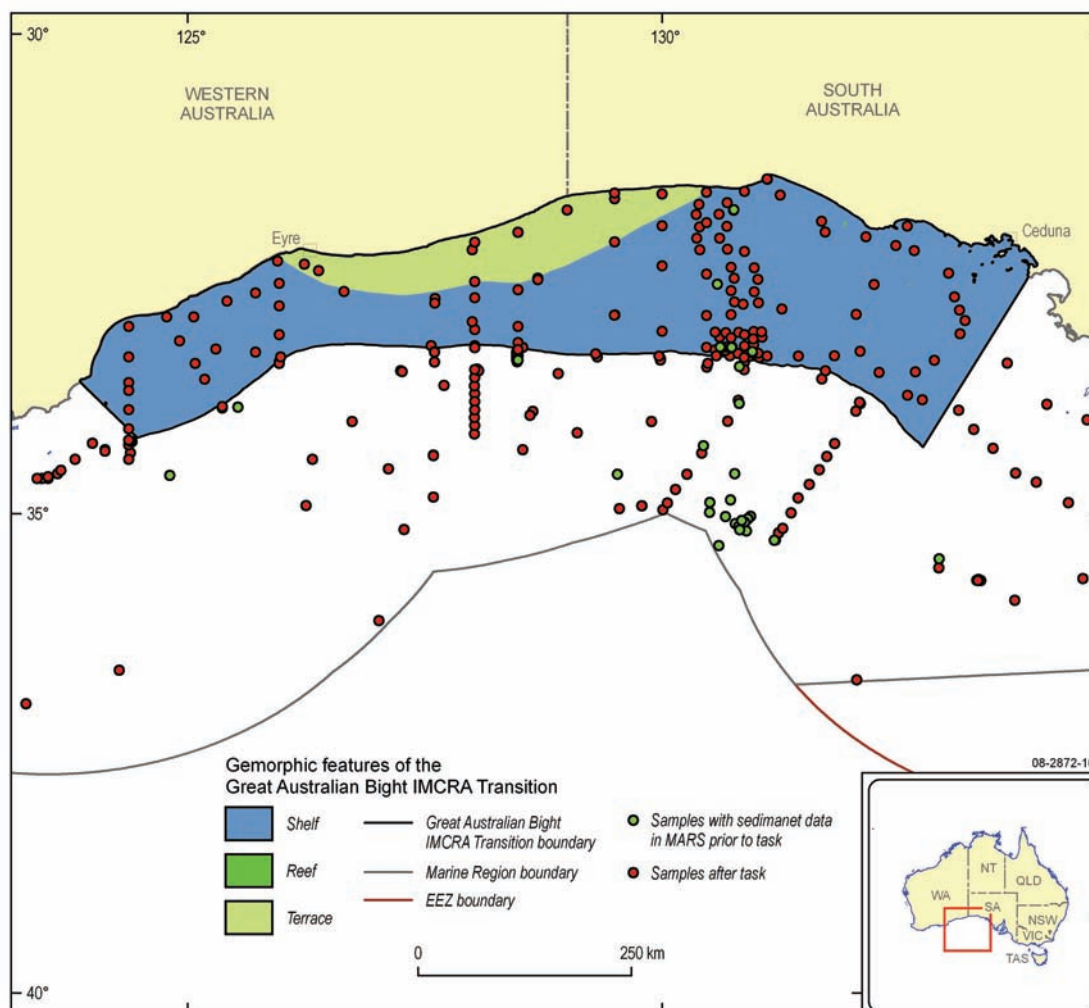 30°
125°
130°
WESTERN
AUSTRALIA
SOUTH
AUSTRALIA
Eyre
Ceduna
35°
08-2872-16
Gemorphic features of the
Great Australian Bight IMCRA Transition
Shelf
Reef
Terrace
Great Australian Bight
IMCRA Transition boundary
Marine Region boundary
EEZ boundary
Samples with sedimanet data
in MARS prior to task
Samples after task
0
250 km
NT
QLD
WA
SA
NSW
VIC
TAS
40°